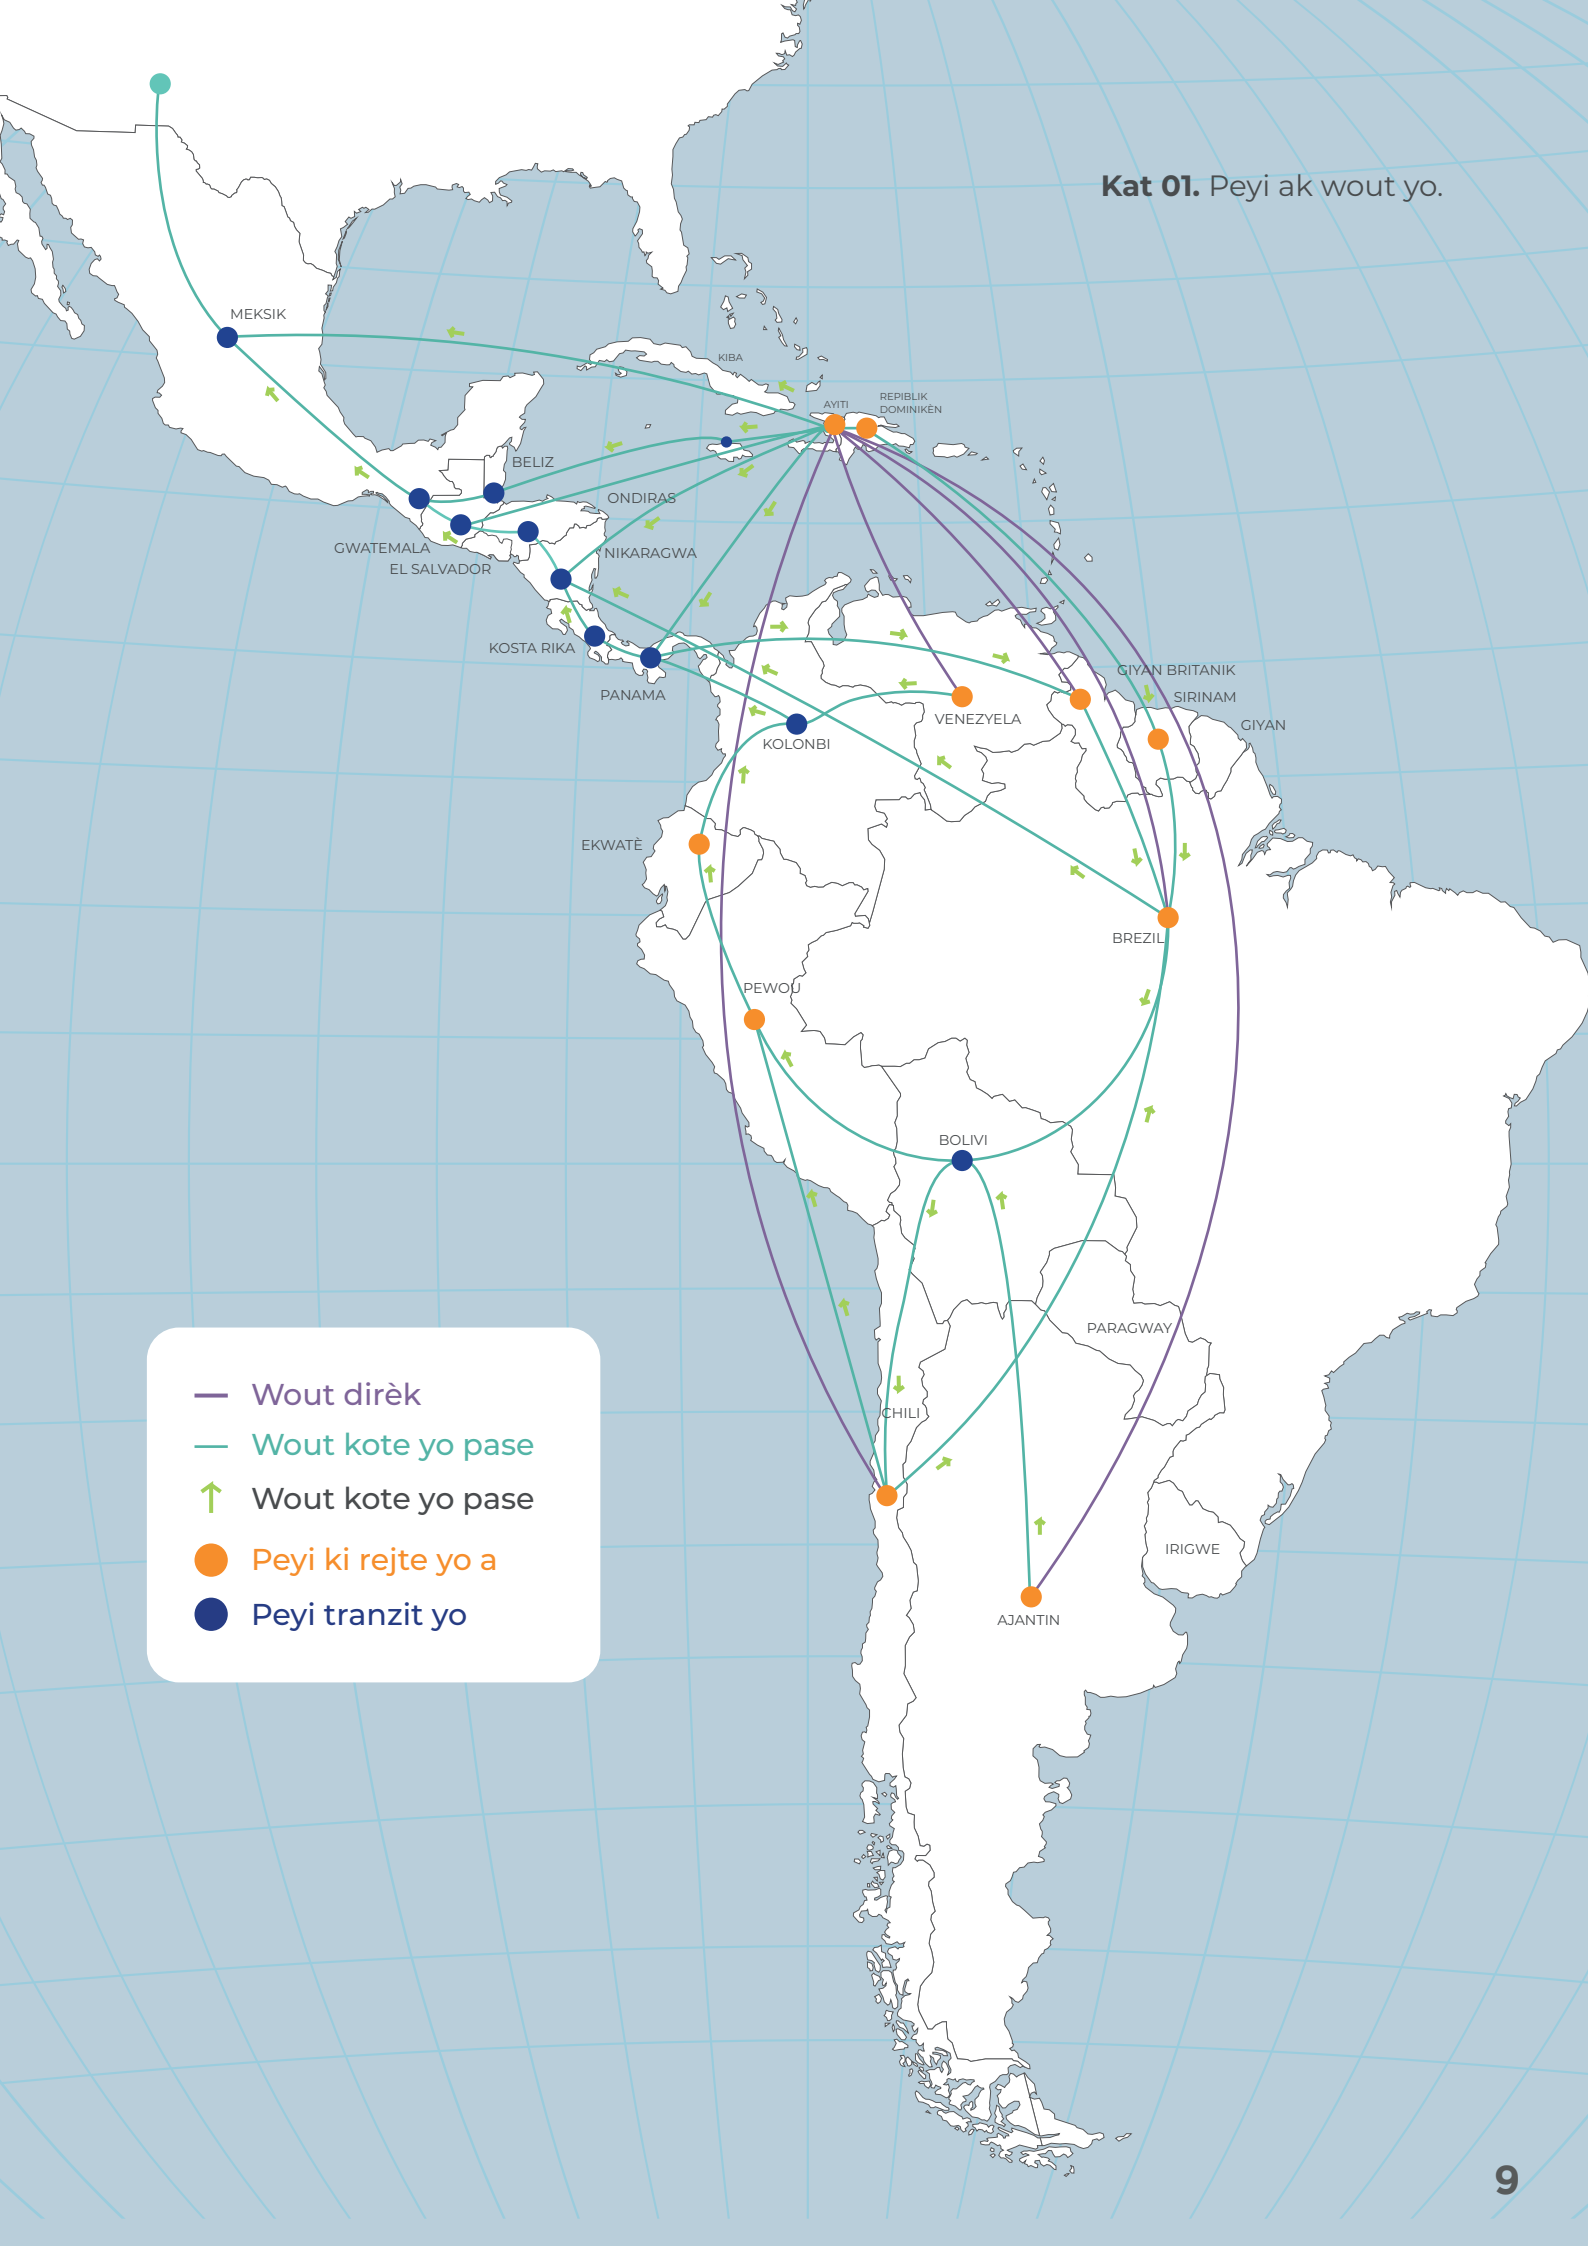 Kat 01. Peyi ak wout yo.
MEKSIK
KIBA
AYITI
REPIBLIK
DOMINIKÈN
BELIZ
ONDIRAS
GWATEMALA
NIKARAGWA
EL SALVADOR
KOSTA RIKA
PANAMA
GIYAN BRITANIK
SIRINAM
GIYAN
VENEZYELA
KOLONBI
EKWATÈ
BREZIL
PEWOU
BOLIVI
PARAGWAY
CHILI
IRIGWE
AJANTIN
Wout dirèk
Wout kote yo pase
Wout kote yo pase
Peyi ki rejte yo a
Peyi tranzit yo
9